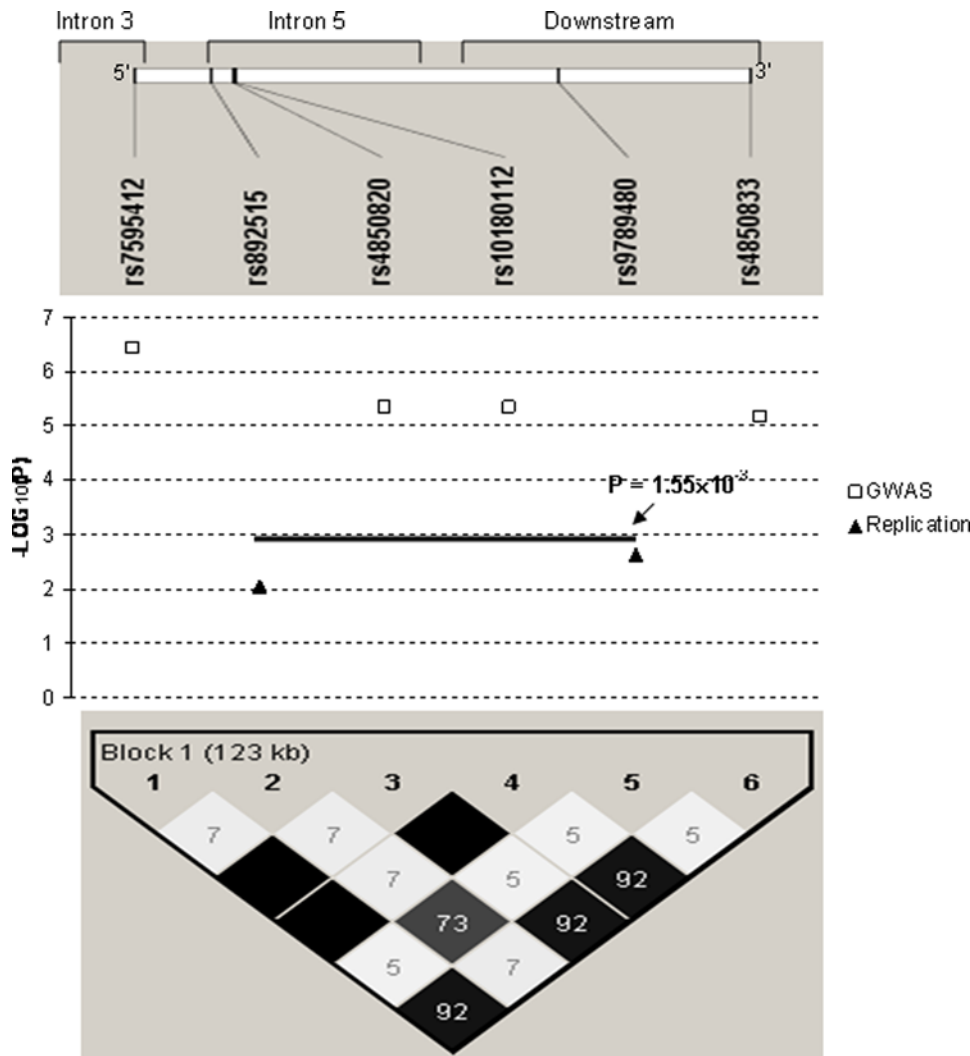 Intron 3 Intron 5 Downstream
5' 3'
rs7595412
rs892515
rs4850820
rs10180112
rs9789480
rs4850833
7
6
5
4
3
2
1
0
-LOG10(P)
P = 1.55x10-3
GWAS
Replication
Block 1 (123 kb)
1 2 3 4 5 6
7 7 5 5
7 5 92
73 92
5 7
92